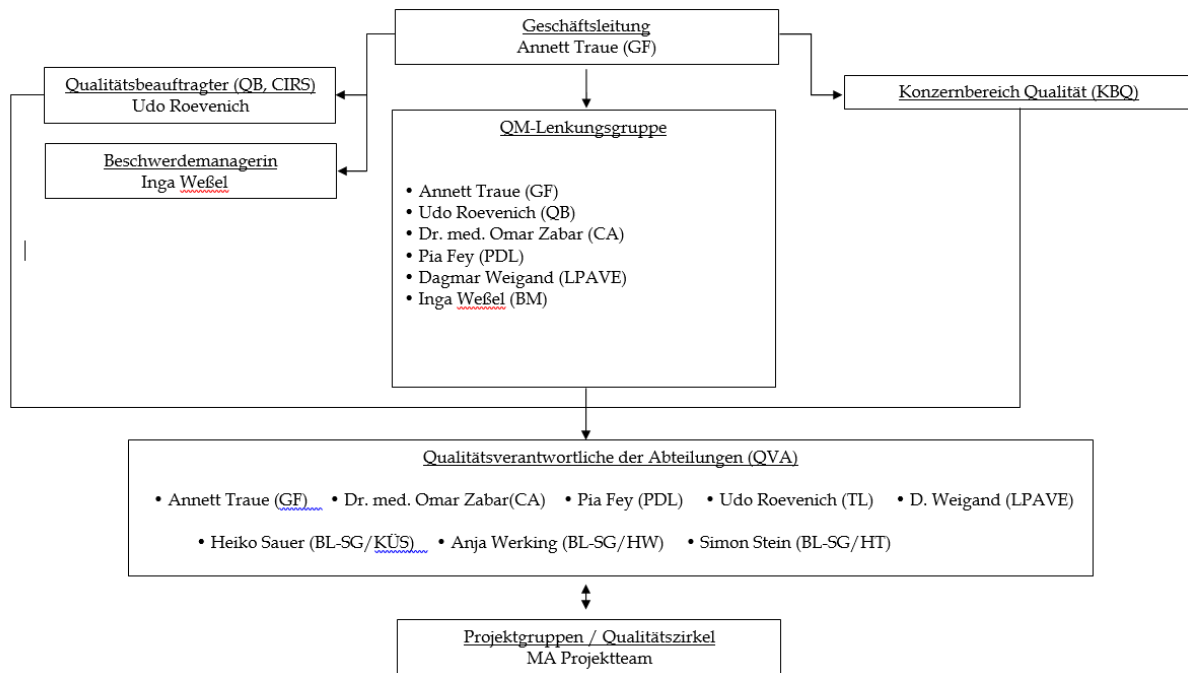 Geschäftsleitung
Annett Traue (GF)
Qualitätsbeauftragter (QB, CIRS)
Udo Roevenich
Konzernbereich Qualität (KBQ)
Beschwerdemanagerin
Inga Weßel
QM-Lenkungsgruppe
• Annett Traue (GF)
• Udo Roevenich (QB)
• Dr. med. Omar Zabar (CA)
• Pia Fey (PDL)
• Dagmar Weigand (LPAVE)
• Inga Weßel (BM)
Qualitätsverantwortliche der Abteilungen (QVA)
• Annett Traue (GF) • Dr. med. Omar Zabar(CA) • Pia Fey (PDL) • Udo Roevenich (TL) • D. Weigand (LPAVE)
• Heiko Sauer (BL-SG/KÜS) • Anja Werking (BL-SG/HW) • Simon Stein (BL-SG/HT)
Projektgruppen / Qualitätszirkel
MA Projektteam